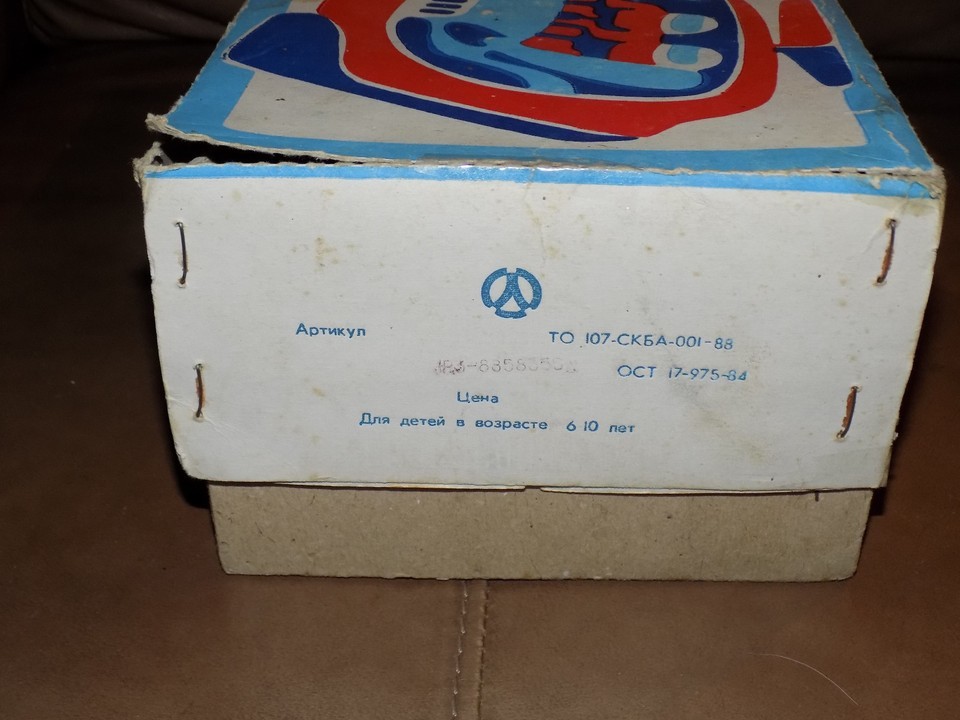 Артикул
ТО 107-СКБА-001-88
ОСТ 17-975-84
Цена
Для детей в возрасте 6 10 лет